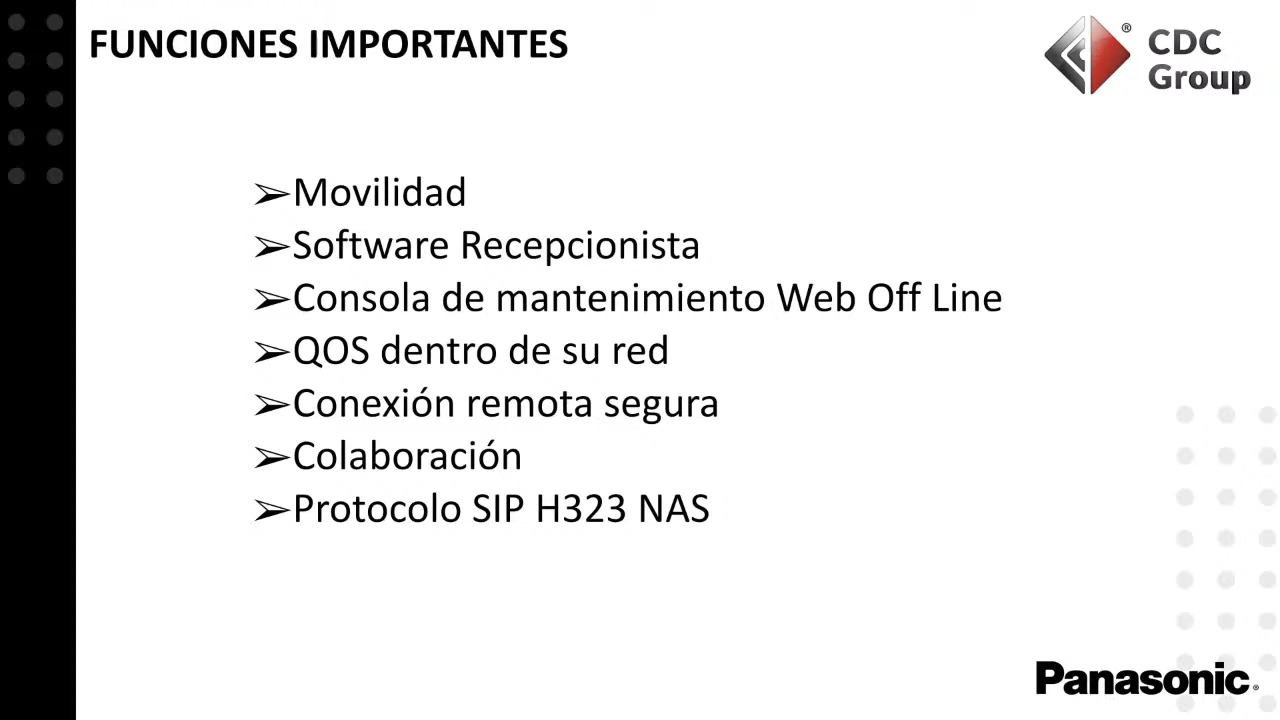 FUNCIONES IMPORTANTES
® CDC
Group
➢Movilidad
➢Software Recepcionista
➢Consola de mantenimiento Web Off Line
➢QOS dentro de su red
➢Conexión remota segura
➢Colaboración
➢Protocolo SIP H323 NAS
Panasonic®